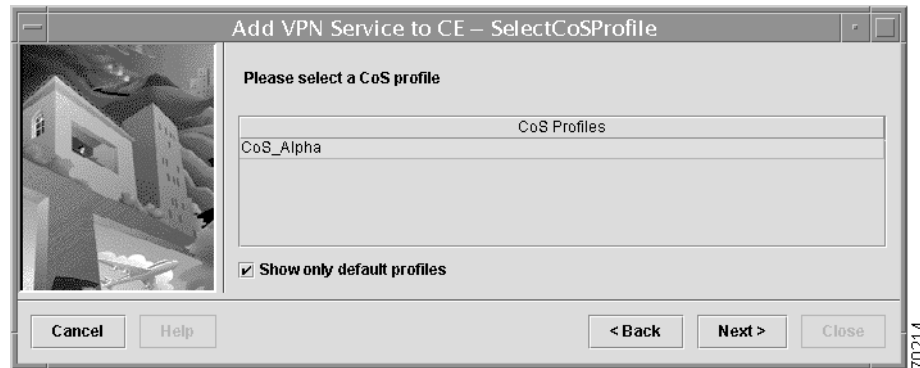 Add VPN Service to CE – SelectCoSProfile
Please select a CoS profile
CoS Profiles
CoS_Alpha
Show only default profiles
Cancel
Help
< Back
Next >
Close
70214